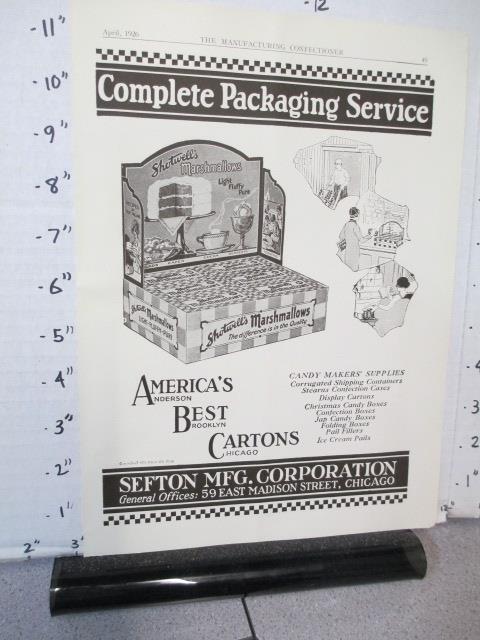 -12
-11"
-10"
-9"
-8"
-7"
-6"
-5"
-4"
-3"
-2"
-1"
2"
3"
April, 1926
THE MANUFACTURING CONFECTIONER
Complete Packaging Service
Shotwell's
Marshmallows
Light
Fluffy
Pure
Shotwell's Marshmallows
The difference is in the Quality
Marshmallows
LIGHT-FLUFFY-PURE
AMERICA'S
ANDERSON
BEST
BROOKLYN
CARTONS
CHICAGO
CANDY MAKERS' SUPPLIES
Corrugated Shipping Containers
Stearns Confection Cases
Display Cartons
Christmas Candy Boxes
Confection Boxes
Jap Candy Boxes
Folding Boxes
Pail Fillers
Ice Cream Pails
SEFTON MFG. CORPORATION
General Offices: 59 EAST MADISON STREET, CHICAGO